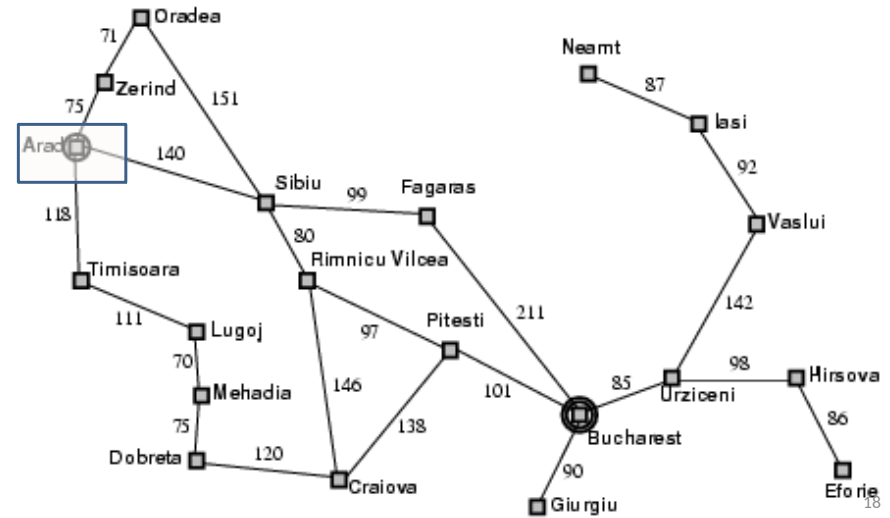 Oradea
71
Neamt
Zerind
87
75
151
Iasi
Arad
140
92
Sibiu
Fagaras
99
118
Vaslui
80
Rimnicu Vilcea
Timisoara
142
111
211
Lugoj
97
Pitesti
70
98
Hirsova
146
85
Mehadia
101
Urziceni
86
75
138
Bucharest
120
Dobreta
90
Craiova
Eforie
Giurgiu
18